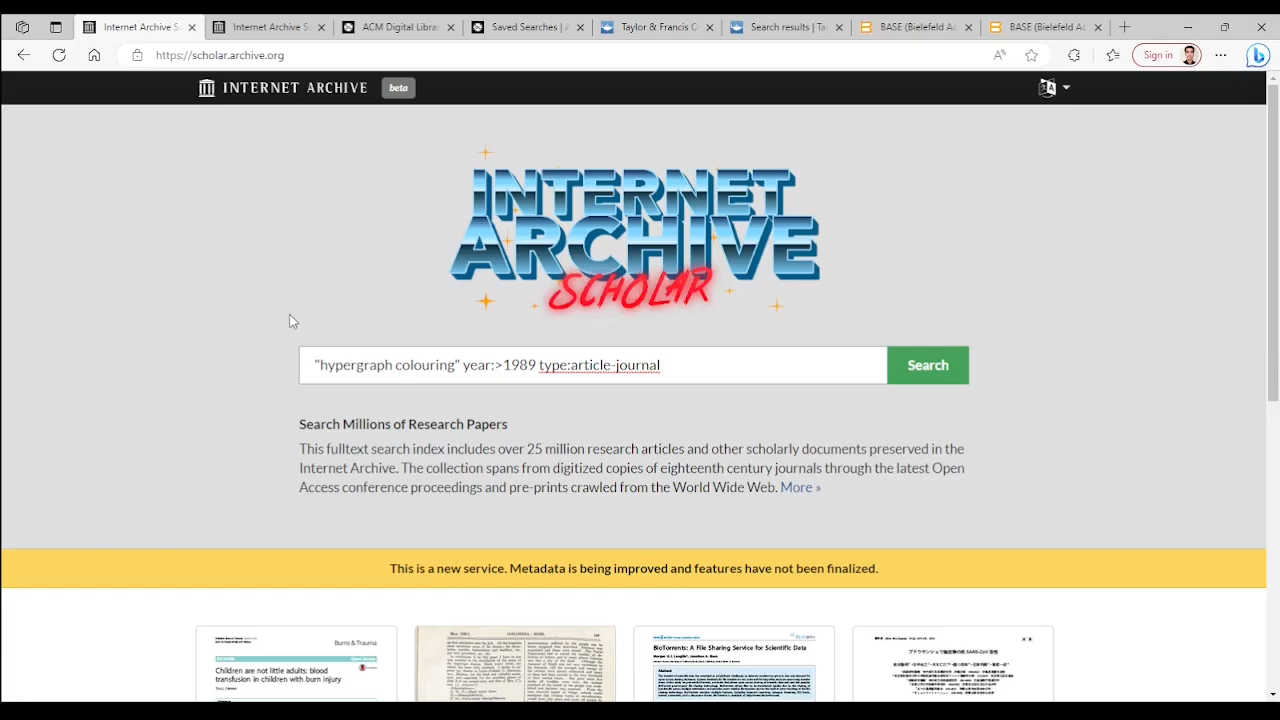 Internet Archive S
Internet Archive S
ACM Digital Librar
Saved Searches | A
Taylor & Francis O
Search results | Ta
BASE (Bielefeld Ac
BASE (Bielefeld Ac
https://scholar.archive.org
Sign in
INTERNET ARCHIVE beta
INTERNET
ARCHIVE
SCHOLAR
"hypergraph colouring" year:>1989 type:article-journal
Search
Search Millions of Research Papers
This fulltext search index includes over 25 million research articles and other scholarly documents preserved in the
Internet Archive. The collection spans from digitized copies of eighteenth century journals through the latest Open
Access conference proceedings and pre-prints crawled from the World Wide Web. More »
This is a new service. Metadata is being improved and features have not been finalized.
Burns & Trauma
Children are not little adults: blood
transfusion in children with burn injury
BioTorrents: A File Sharing Service for Scientific Data